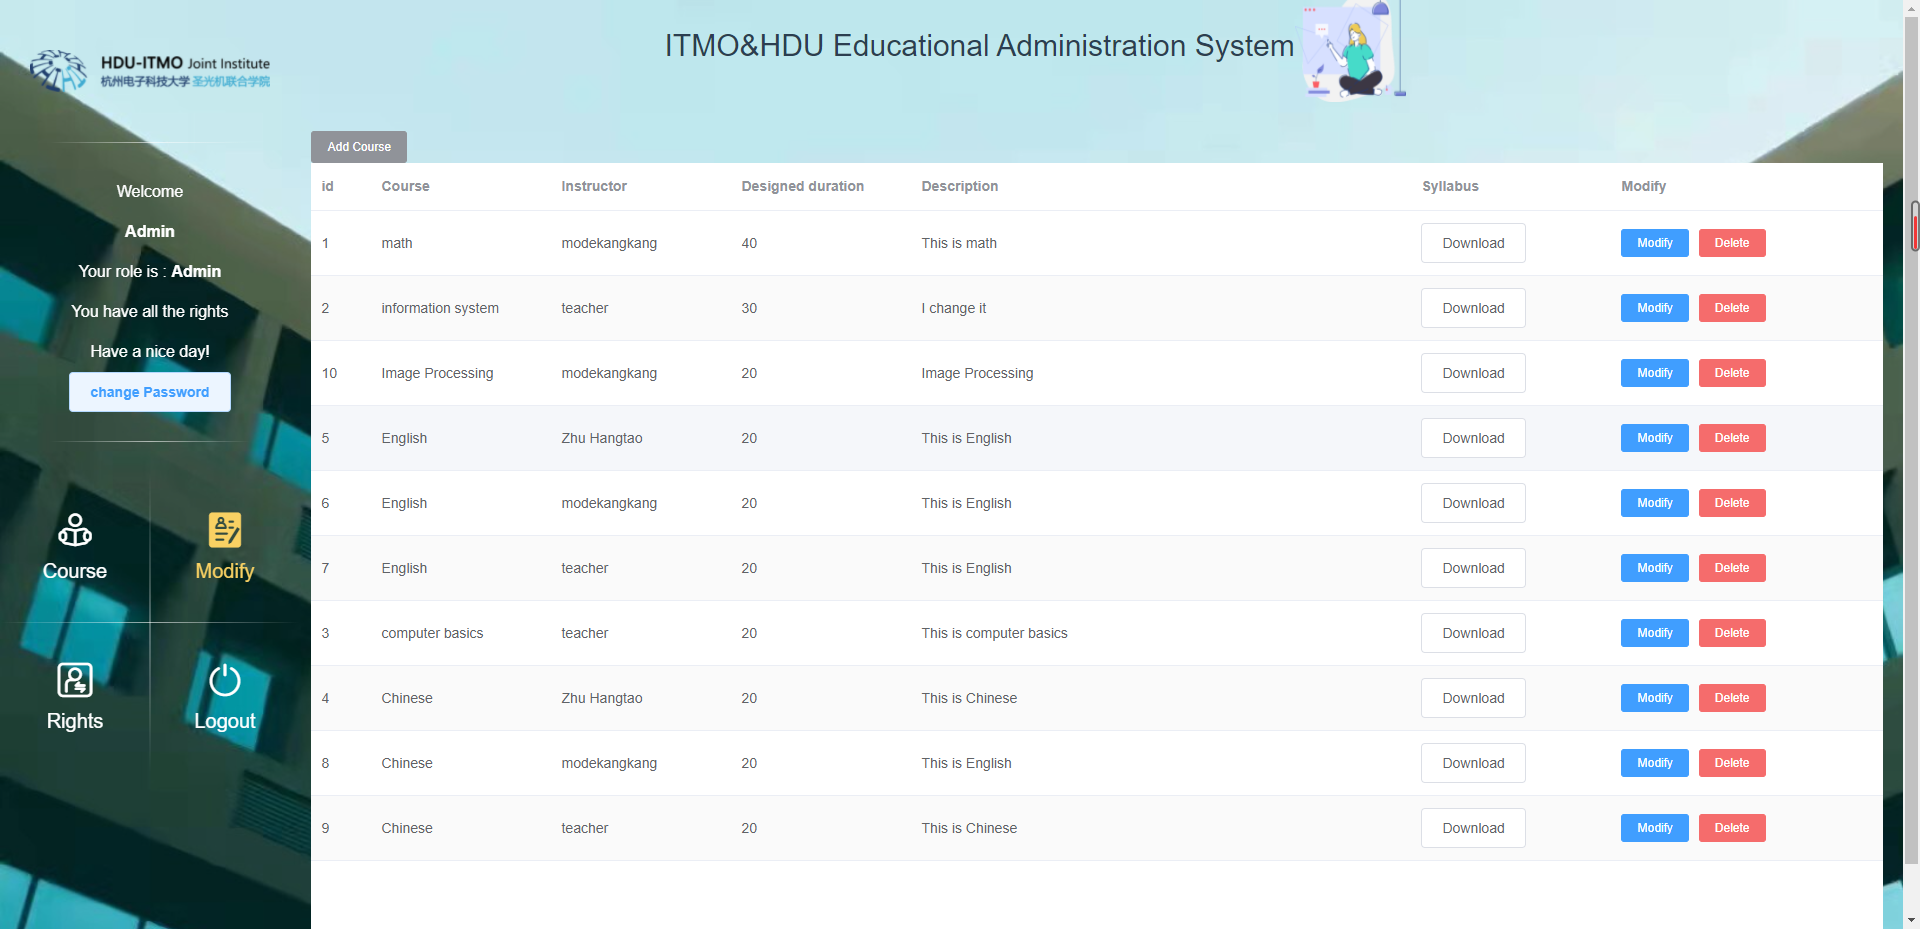 HDU-ITMO Joint Institute
杭州电子科技大学 圣光机联合学院
ITMO&HDU Educational Administration System
Welcome
Admin
Your role is : Admin
You have all the rights
Have a nice day!
change Password
Course
Modify
Rights
Logout
Add Course
id Course Instructor Designed duration Description Syllabus Modify
1 math modekangkang 40 This is math Download Modify Delete
2 information system teacher 30 I change it Download Modify Delete
10 Image Processing modekangkang 20 Image Processing Download Modify Delete
5 English Zhu Hangtao 20 This is English Download Modify Delete
6 English modekangkang 20 This is English Download Modify Delete
7 English teacher 20 This is English Download Modify Delete
3 computer basics teacher 20 This is computer basics Download Modify Delete
4 Chinese Zhu Hangtao 20 This is Chinese Download Modify Delete
8 Chinese modekangkang 20 This is English Download Modify Delete
9 Chinese teacher 20 This is Chinese Download Modify Delete